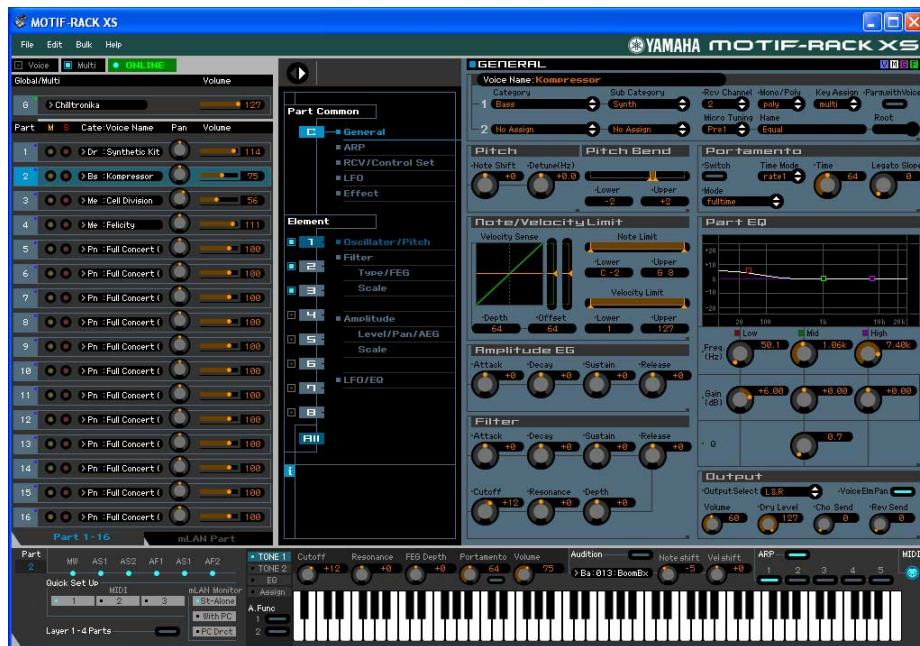 MOTIF-RACK XS
File Edit Bulk Help
YAMAHA MOTIF-RACK XS
Voice Multi ONLINE
Global/Multi Volume
G > Chilltronika 127
Part M S Cate:Voice Name Pan Volume
1 > Dr :Synthetic Kit 114
2 > Bs :Kompressor 75
3 > Me :Cell Division 56
4 > Me :Felicity 111
5 > Pn :Full Concert ( 100
6 > Pn :Full Concert ( 100
7 > Pn :Full Concert ( 100
8 > Pn :Full Concert ( 100
9 > Pn :Full Concert ( 100
10 > Pn :Full Concert ( 100
11 > Pn :Full Concert ( 100
12 > Pn :Full Concert ( 100
13 > Pn :Full Concert ( 100
14 > Pn :Full Concert ( 100
15 > Pn :Full Concert ( 100
16 > Pn :Full Concert ( 100
Part 1-16 mLAN Part
Part Common
C General
ARP
RCV/Control Set
LFO
Effect
Element
1 Oscillator/Pitch
2 Filter
Type/FEG
3 Scale
4 Amplitude
5 Level/Pan/AEG
Scale
6
7 LFO/EQ
8
All
i
GENERAL V M G F
Voice Name:Kompressor
Category Sub Category Rcv Channel Mono/Poly Key Assign ParmwithVoice
1 Bass Synth 2 poly multi
Micro Tuning Name Root
2 No Assign No Assign Pre1 Equal
Pitch Pitch Bend
Note Shift Detune(Hz)
+0 +0.0
Lower Upper
-2 +2
Portamento
Switch Time Mode Time Legato Slope
rate1 64 0
Mode
fulltime
Note/Velocity Limit
Velocity Sense Note Limit
Lower Upper
C -2 G 8
Velocity Limit
Depth Offset Lower Upper
64 64 1 127
Part EQ
+20
+10
-10
-20
20 100 1k 10k 20k
Low Mid High
Freq (Hz) 50.1 1.06k 7.40k
Gain (dB) +6.00 +0.00 +0.00
Q 0.7
Amplitude EG
Attack Decay Sustain Release
+0 +0 +0 +0
Filter
Attack Decay Sustain Release
+0 +0 +0 +0
Cutoff Resonance Depth
+12 +0 +0
Output
Output Select L&R VoiceElmPan
Volume Dry Level Cho Send Rev Send
60 127 0 0
Part
2
MW AS1 AS2 AF1 AS1 AF2
Quick Set Up
MIDI
1 2 3
mLAN Monitor
St-Alone
With PC
PC Drct
Layer 1-4 Parts
TONE 1
TONE 2
EQ
Assign
A.Func
1
2
Cutoff Resonance FEG Depth Portamento Volume
+12 +0 +0 64 75
Audition
> Ba:013:BoomBx
Note shift Vel shift
-5 +0
ARP
1 2 3 4 5
MIDI